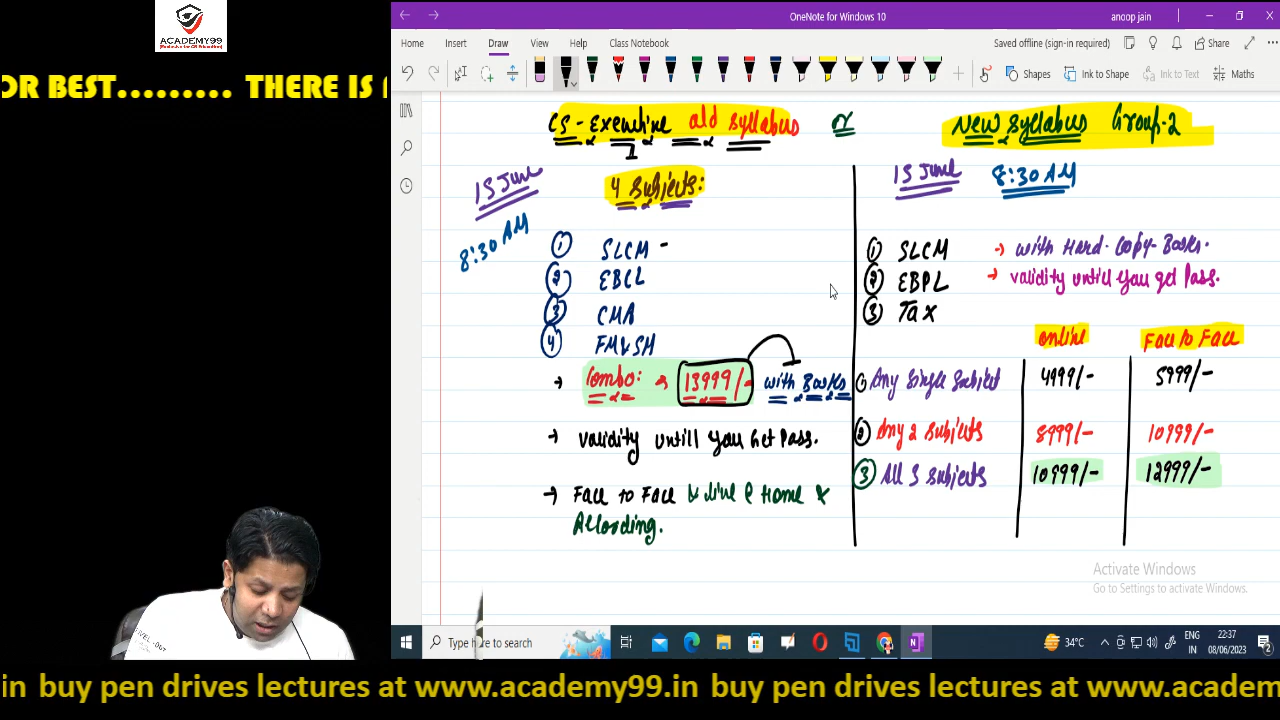 ACADEMY99
OR BEST......... THERE IS
OneNote for Windows 10
anoop jain
Home Insert Draw View Help Class Notebook
Saved offline (sign-in required) Share
Shapes Ink to Shape Ink to Text Maths
CS-Executive old syllabus or
New Syllabus Group-2
15 June
8:30 AM
4 Subjects:
① SLCM -
② EBCL
③ CMA
④ FM&SM
→ Combo: → 13999/- with Books
→ validity untill you Get Pass.
→ Face to Face & live @ Home &
15 June 8:30 AM
① SLCM → with Hard-Copy-Books.
② EBPL → validity untill you get Pass.
③ Tax
online Face to Face
① Any Single Subject 4999/- 5999/-
② Any 2 Subjects 8999/- 10999/-
③ All 3 Subjects 10999/- 12999/-
Activate Windows
Go to Settings to activate Windows.
Type here to search
34°C ENG IN 22:37 08/06/2023
in buy pen drives lectures at www.academy99.in buy pen drives lectures at www.academy99